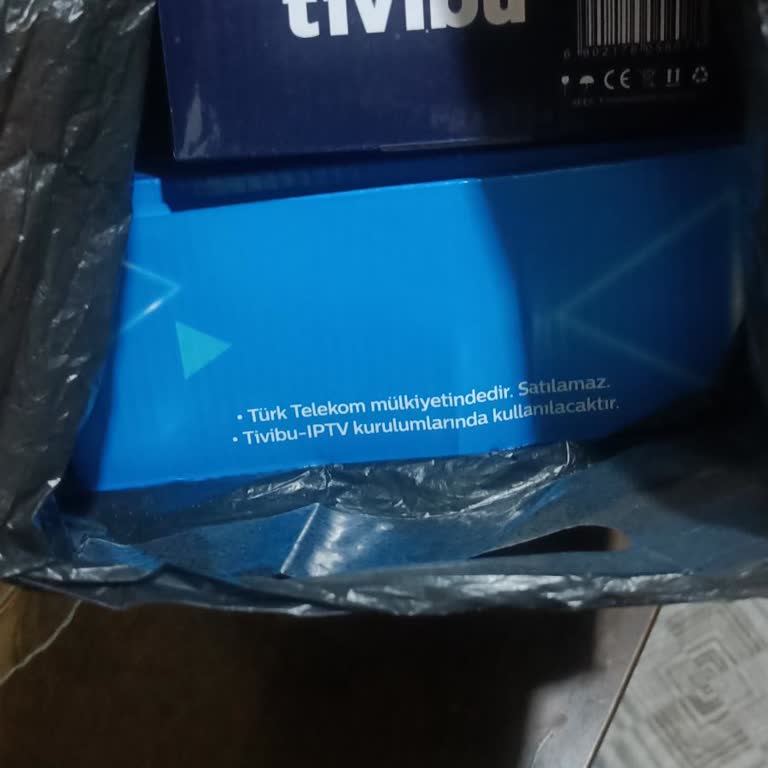 tivibu
• Türk Telekom mülkiyetindedir. Satılamaz.
• Tivibu-IPTV kurulumlarında kullanılacaktır.